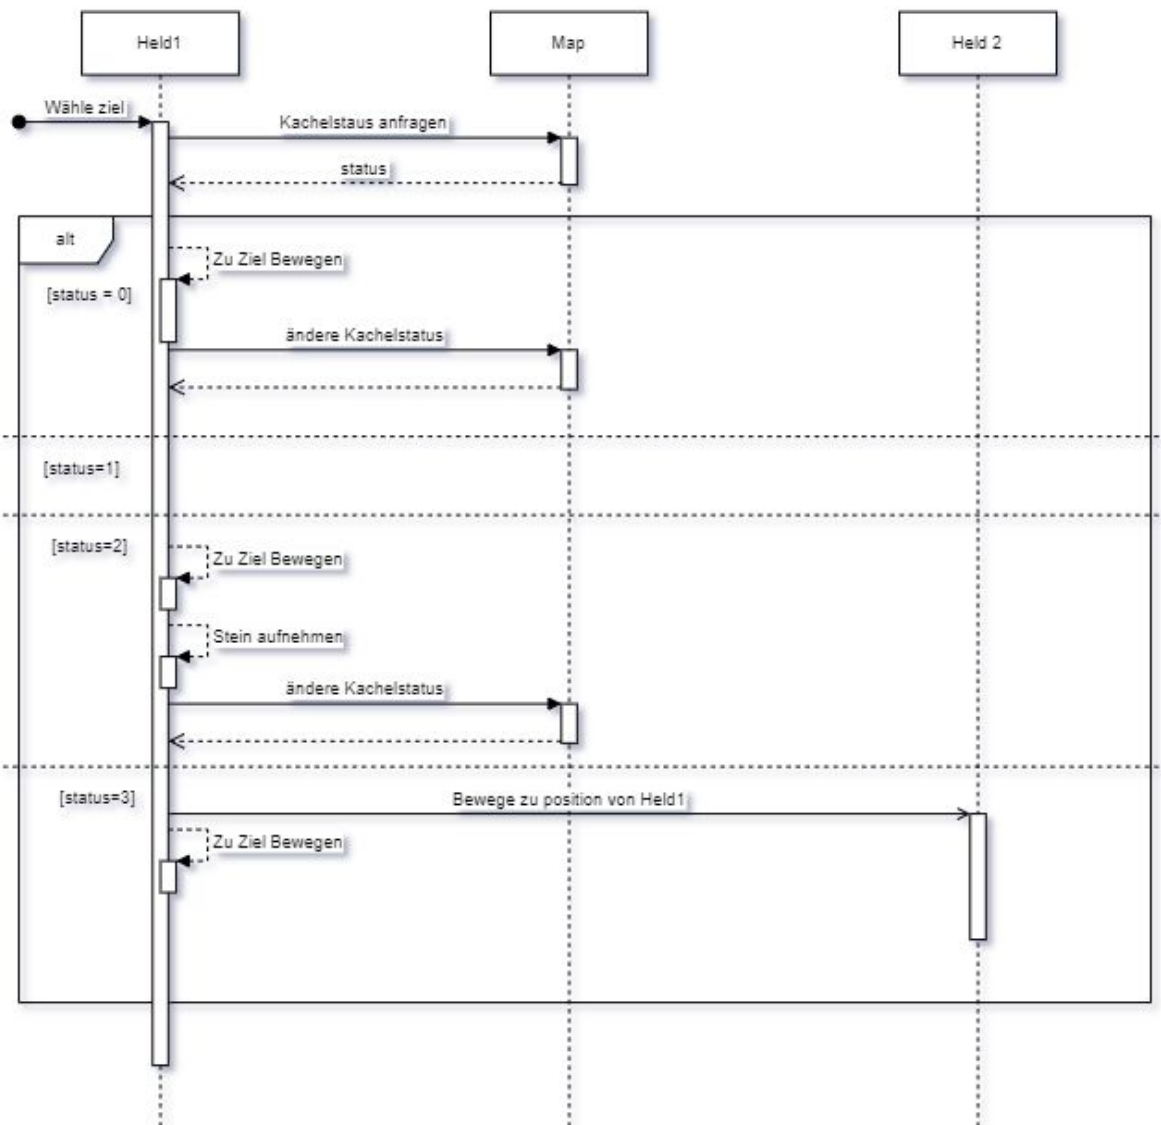 Held1
Map
Held 2
Wähle ziel
Kachelstaus anfragen
status
alt
Zu Ziel Bewegen
[status = 0]
ändere Kachelstatus
[status=1]
[status=2]
Zu Ziel Bewegen
Stein aufnehmen
ändere Kachelstatus
[status=3]
Bewege zu position von Held1
Zu Ziel Bewegen